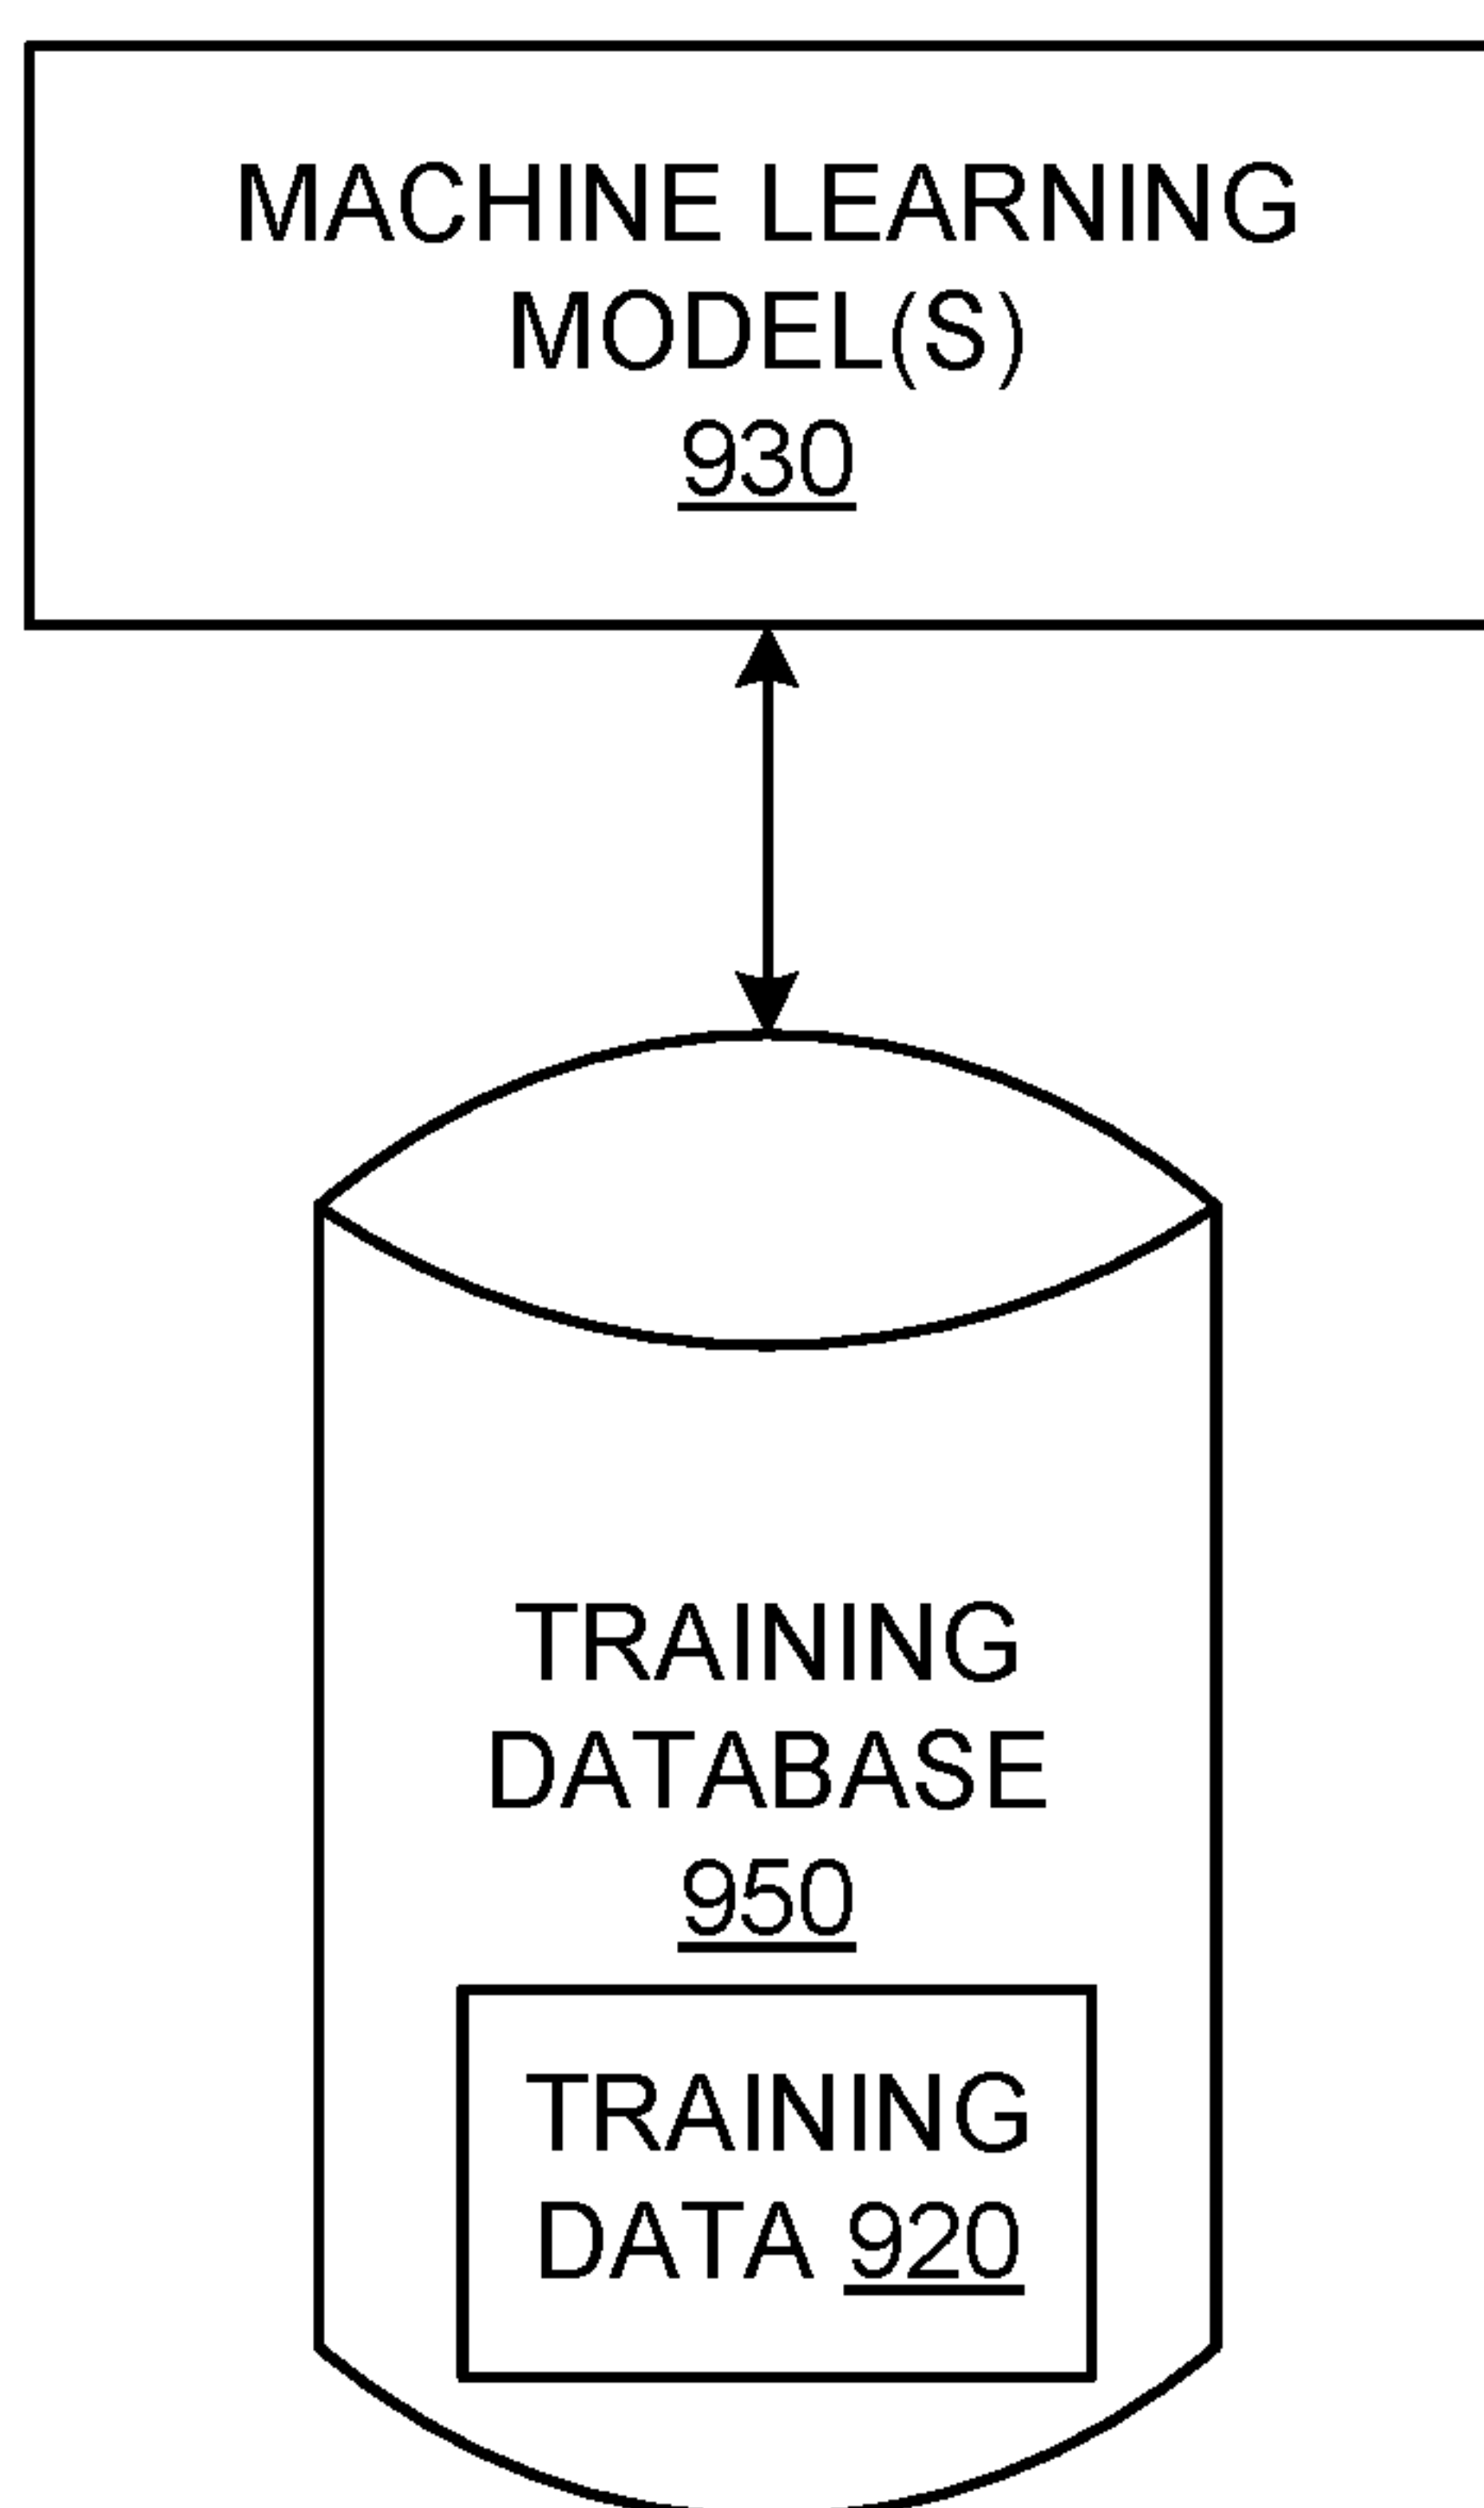 MACHINE LEARNING
MODEL(S)
930
TRAINING
DATABASE
950
TRAINING
DATA 920